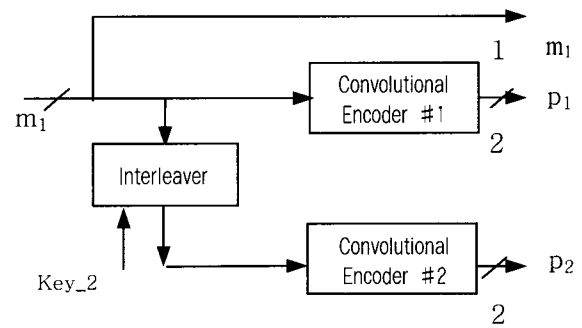 1 m₁
m₁
Convolutional
Encoder #1
p₁
2
Interleaver
Key_2
Convolutional
Encoder #2
p₂
2